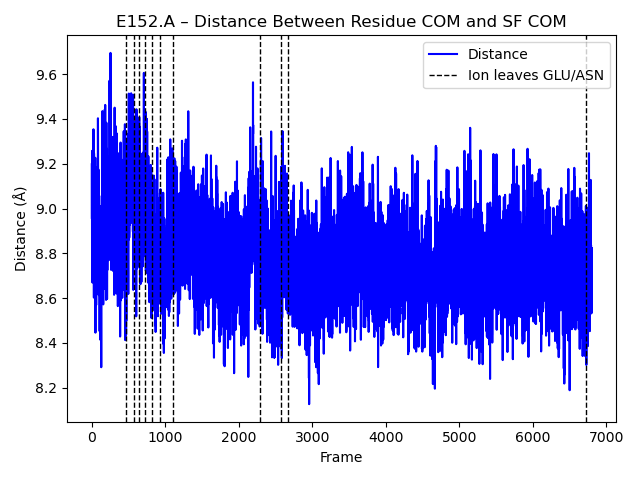 E152.A – Distance Between Residue COM and SF COM
Distance
Ion leaves GLU/ASN
Distance (Å)
9.6
9.4
9.2
9.0
8.8
8.6
8.4
8.2
0 1000 2000 3000 4000 5000 6000 7000
Frame